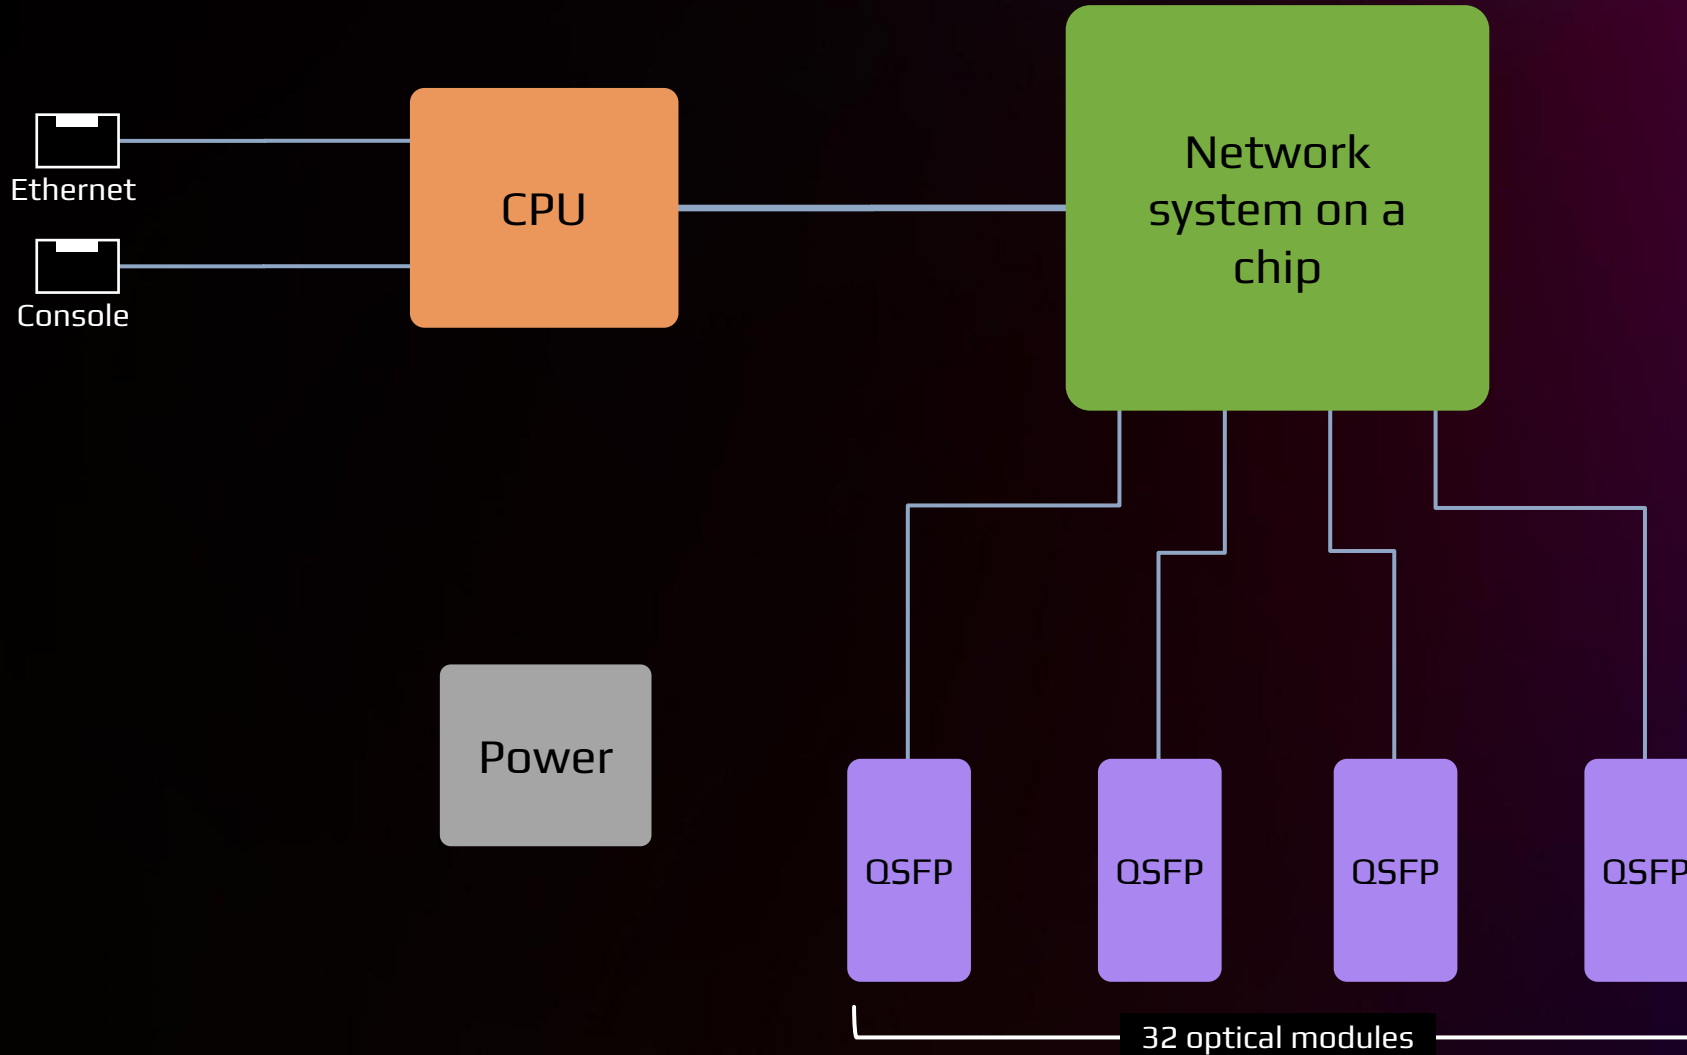 Ethernet
Console
CPU
Network
system on a
chip
Power
QSFP
QSFP
QSFP
QSFP
32 optical modules